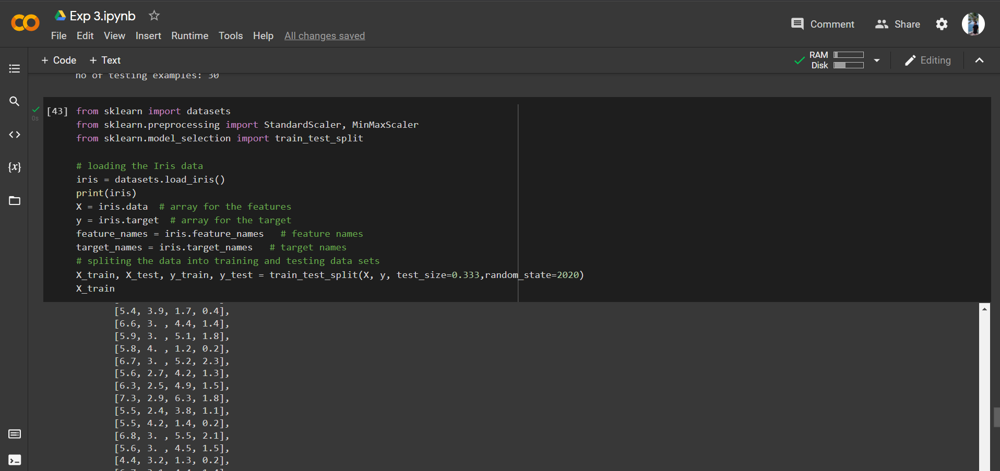 Exp 3.ipynb
File Edit View Insert Runtime Tools Help All changes saved
Comment Share
+ Code + Text
RAM
Disk
Editing
no of testing examples: 30
0s
[43] from sklearn import datasets
from sklearn.preprocessing import StandardScaler, MinMaxScaler
from sklearn.model_selection import train_test_split
# loading the Iris data
iris = datasets.load_iris()
print(iris)
X = iris.data # array for the features
y = iris.target # array for the target
feature_names = iris.feature_names # feature names
target_names = iris.target_names # target names
# spliting the data into training and testing data sets
X_train, X_test, y_train, y_test = train_test_split(X, y, test_size=0.333,random_state=2020)
X_train
[5.4, 3.9, 1.7, 0.4],
[6.6, 3. , 4.4, 1.4],
[5.9, 3. , 5.1, 1.8],
[5.8, 4. , 1.2, 0.2],
[6.7, 3. , 5.2, 2.3],
[5.6, 2.7, 4.2, 1.3],
[6.3, 2.5, 4.9, 1.5],
[7.3, 2.9, 6.3, 1.8],
[5.5, 2.4, 3.8, 1.1],
[5.5, 4.2, 1.4, 0.2],
[6.8, 3. , 5.5, 2.1],
[5.6, 3. , 4.5, 1.5],
[4.4, 3.2, 1.3, 0.2],